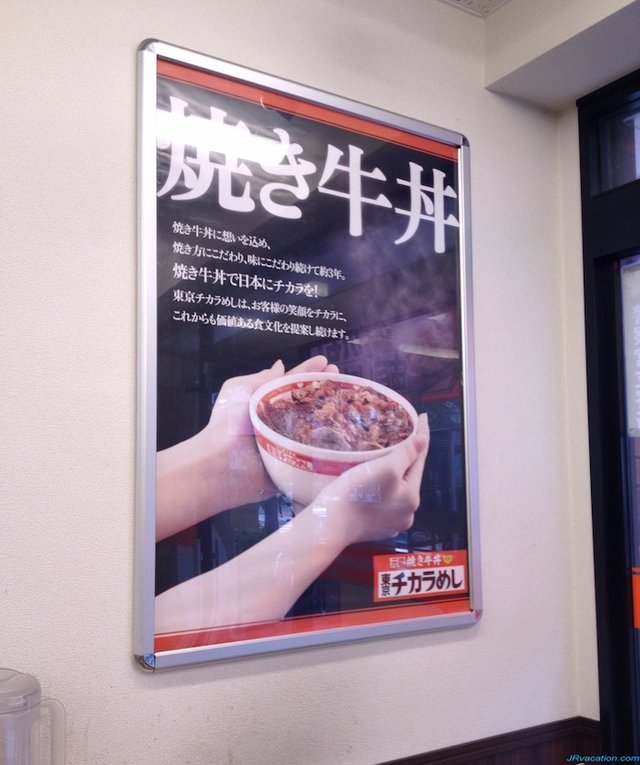 焼き牛丼
焼き牛丼に想いを込め、
焼き方にこだわり、味にこだわり続けて約3年。
焼き牛丼で日本にチカラを!
東京チカラめしは、お客様の笑顔をチカラに、
これからも価値ある食文化を提案し続けます。
焼き牛丼
東京チカラめし
JRvacation.com